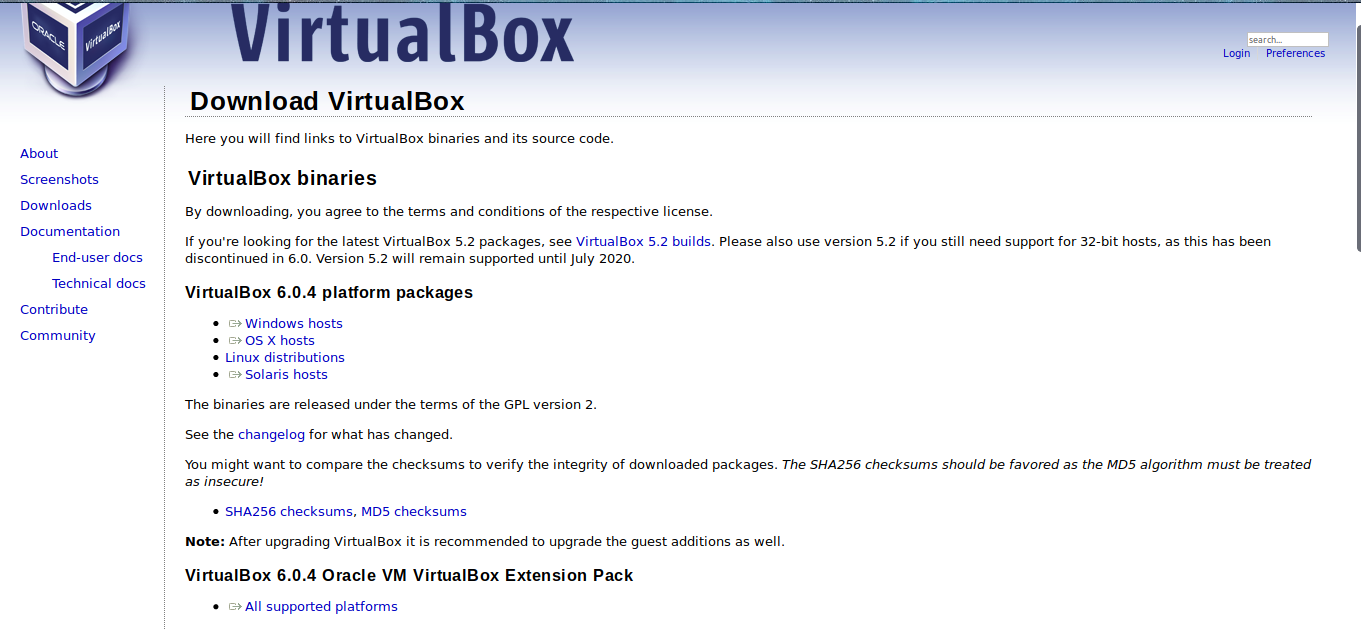 ORACLE
VirtualBox
VirtualBox
search...
Login Preferences
About
Screenshots
Downloads
Documentation
End-user docs
Technical docs
Contribute
Community
Download VirtualBox
Here you will find links to VirtualBox binaries and its source code.
VirtualBox binaries
By downloading, you agree to the terms and conditions of the respective license.
If you're looking for the latest VirtualBox 5.2 packages, see VirtualBox 5.2 builds. Please also use version 5.2 if you still need support for 32-bit hosts, as this has been
discontinued in 6.0. Version 5.2 will remain supported until July 2020.
VirtualBox 6.0.4 platform packages
• Windows hosts
• OS X hosts
• Linux distributions
• Solaris hosts
The binaries are released under the terms of the GPL version 2.
See the changelog for what has changed.
You might want to compare the checksums to verify the integrity of downloaded packages. The SHA256 checksums should be favored as the MD5 algorithm must be treated
as insecure!
• SHA256 checksums, MD5 checksums
Note: After upgrading VirtualBox it is recommended to upgrade the guest additions as well.
VirtualBox 6.0.4 Oracle VM VirtualBox Extension Pack
• All supported platforms